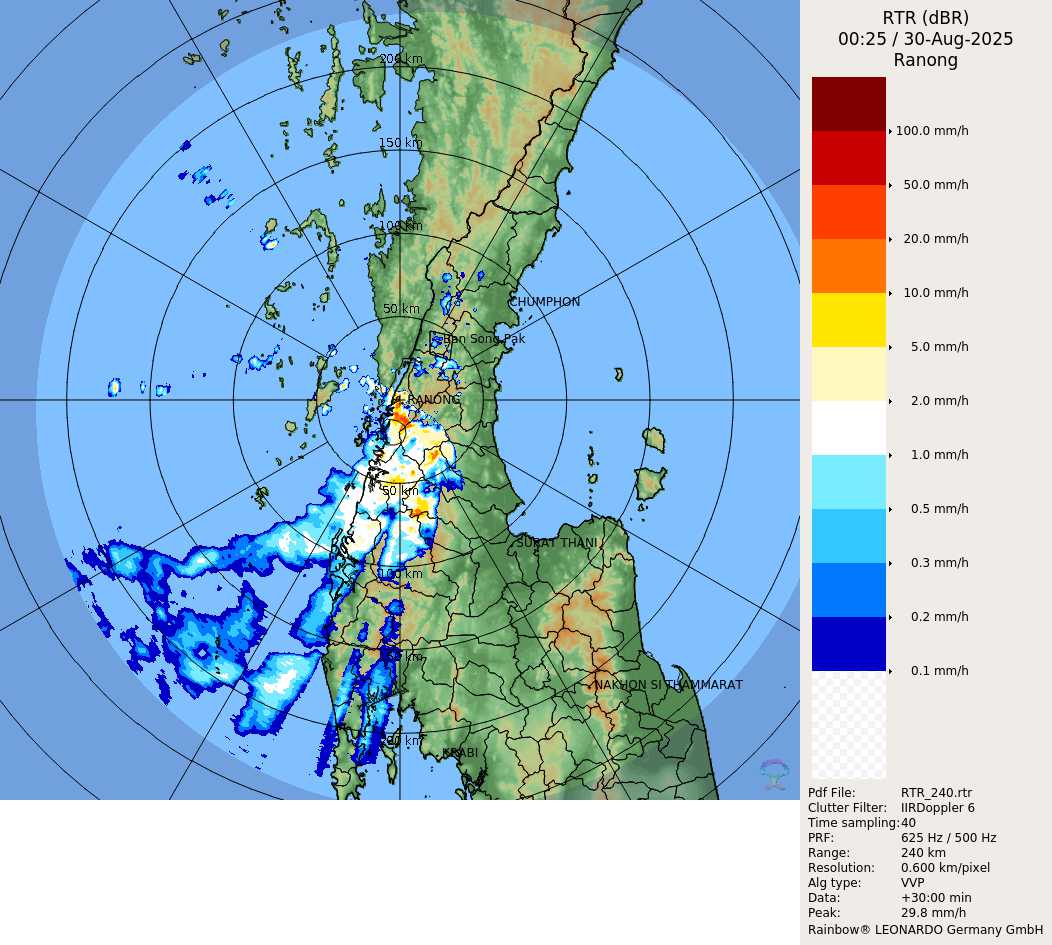 RTR (dBR)
00:25 / 30-Aug-2025
Ranong
100.0 mm/h
50.0 mm/h
20.0 mm/h
10.0 mm/h
5.0 mm/h
2.0 mm/h
1.0 mm/h
0.5 mm/h
0.3 mm/h
0.2 mm/h
0.1 mm/h
200 km
150 km
100 km
50 km
CHUMPHON
Ban Song Pak
RANONG
50 km
SURAT THANI
100 km
NAKHON SI THAMMARAT
KRABI
Pdf File: RTR_240.rtr
Clutter Filter: IIRDoppler 6
Time sampling:40
PRF: 625 Hz / 500 Hz
Range: 240 km
Resolution: 0.600 km/pixel
Alg type: VVP
Data: +30:00 min
Peak: 29.8 mm/h
Rainbow® LEONARDO Germany GmbH